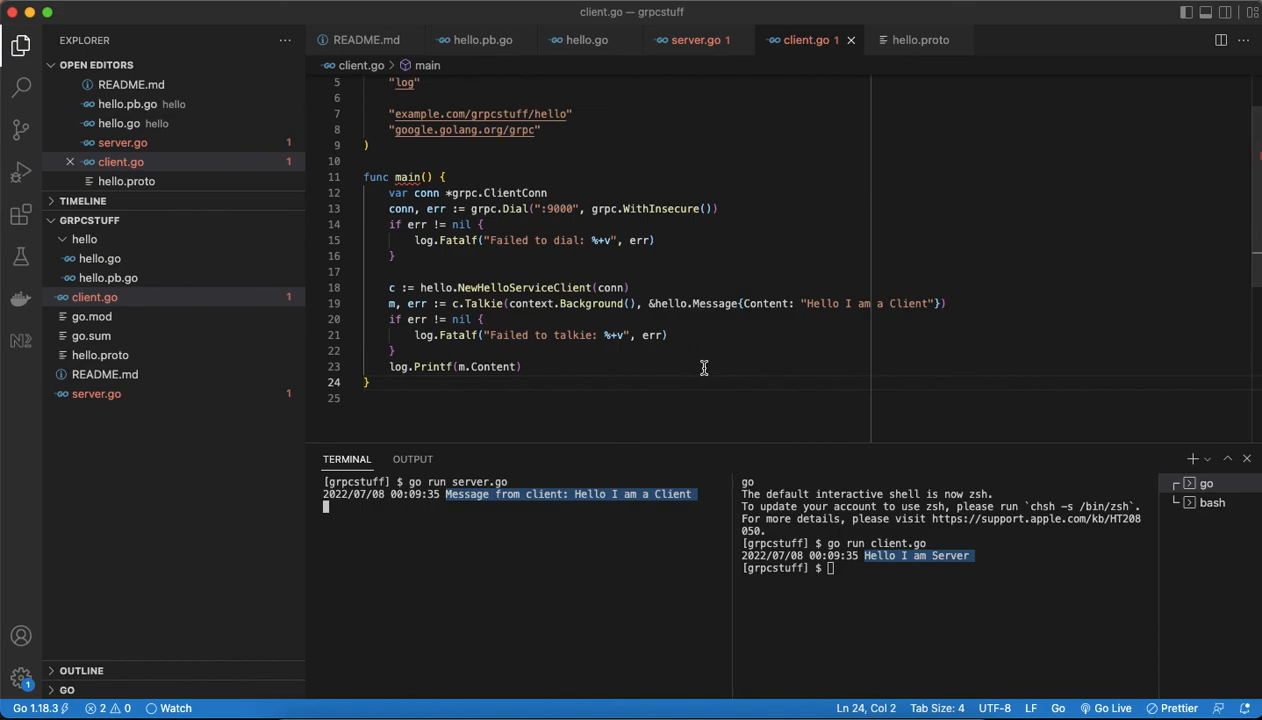 client.go — grpcstuff
EXPLORER
OPEN EDITORS
README.md
hello.pb.go hello
hello.go hello
server.go 1
client.go 1
hello.proto
TIMELINE
GRPCSTUFF
hello
hello.go
hello.pb.go
client.go 1
go.mod
go.sum
hello.proto
README.md
server.go 1
OUTLINE
GO
README.md hello.pb.go hello.go server.go 1 client.go 1 hello.proto
client.go > main
5 "log"
6
7 "example.com/grpcstuff/hello"
8 "google.golang.org/grpc"
9 )
10
11 func main() {
12 var conn *grpc.ClientConn
13 conn, err := grpc.Dial(":9000", grpc.WithInsecure())
14 if err != nil {
15 log.Fatalf("Failed to dial: %+v", err)
16 }
17
18 c := hello.NewHelloServiceClient(conn)
19 m, err := c.Talkie(context.Background(), &hello.Message{Content: "Hello I am a Client"})
20 if err != nil {
21 log.Fatalf("Failed to talkie: %+v", err)
22 }
23 log.Printf(m.Content)
24 }
25
TERMINAL OUTPUT
[grpcstuff] $ go run server.go
2022/07/08 00:09:35 Message from client: Hello I am a Client
go
The default interactive shell is now zsh.
To update your account to use zsh, please run `chsh -s /bin/zsh`.
For more details, please visit https://support.apple.com/kb/HT208
050.
[grpcstuff] $ go run client.go
2022/07/08 00:09:35 Hello I am Server
[grpcstuff] $
go
bash
1
Go 1.18.3 2 0 Watch Ln 24, Col 2 Tab Size: 4 UTF-8 LF Go Go Live Prettier